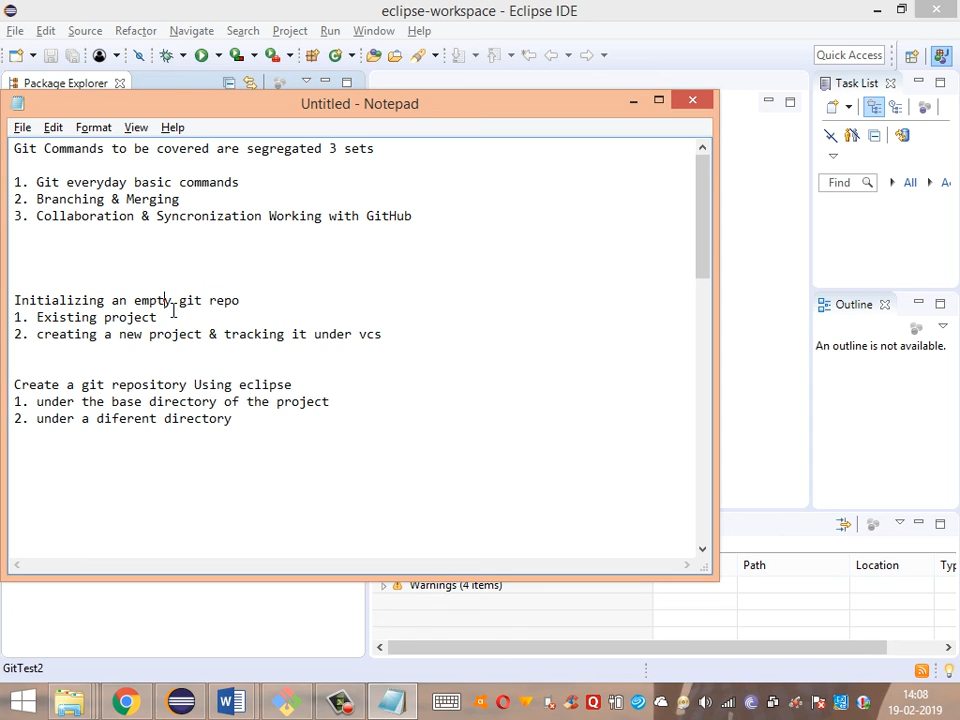 eclipse-workspace - Eclipse IDE
File Edit Source Refactor Navigate Search Project Run Window Help
Quick Access
Package Explorer
Task List
Untitled - Notepad
File Edit Format View Help
Git Commands to be covered are segregated 3 sets
1. Git everyday basic commands
2. Branching & Merging
3. Collaboration & Syncronization Working with GitHub
Find All
Initializing an empty git repo
1. Existing project
2. creating a new project & tracking it under vcs
Outline
An outline is not available.
Create a git repository Using eclipse
1. under the base directory of the project
2. under a diferent directory
Path Location Typ
Warnings (4 items)
GitTest2
14:08
19-02-2019